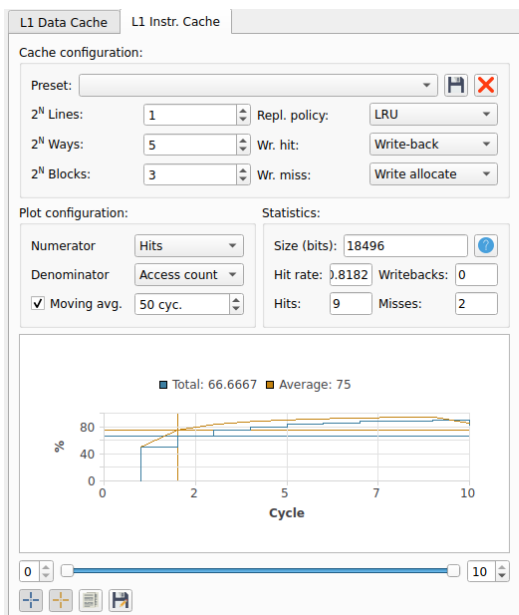 L1 Data Cache L1 Instr. Cache
Cache configuration:
Preset:
2ᴺ Lines: 1 Repl. policy: LRU
2ᴺ Ways: 5 Wr. hit: Write-back
2ᴺ Blocks: 3 Wr. miss: Write allocate
Plot configuration: Statistics:
Numerator Hits Size (bits): 18496 ?
Denominator Access count Hit rate: 0.8182 Writebacks: 0
Moving avg. 50 cyc. Hits: 9 Misses: 2
Total: 66.6667 Average: 75
80
40
0
%
0 2 5 7 10
Cycle
0 10